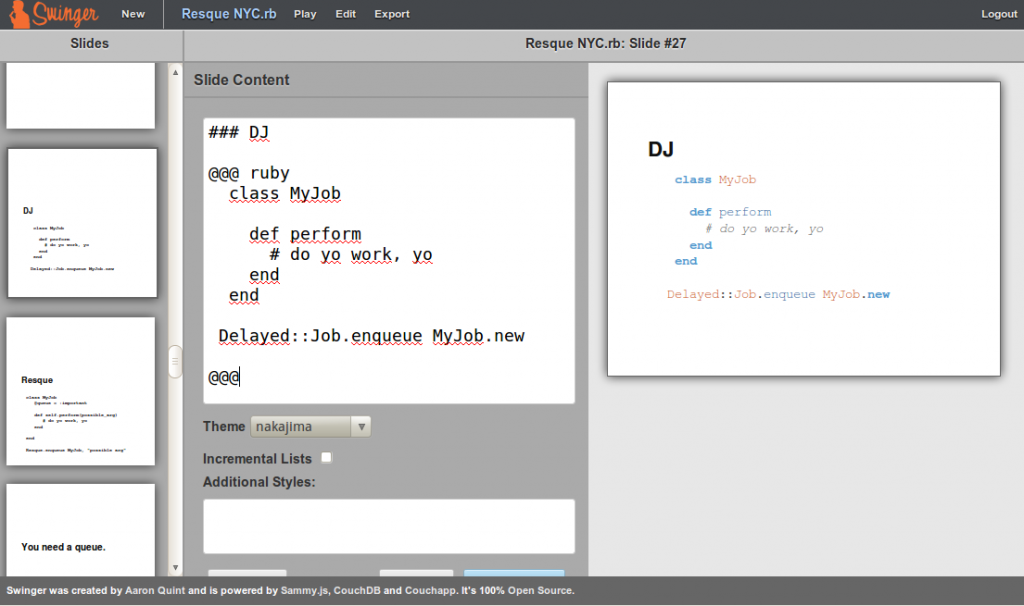 Swinger New Resque NYC.rb Play Edit Export Logout
Slides Resque NYC.rb: Slide #27
DJ
class MyJob
def perform
# do yo work, yo
end
end
Delayed::Job.enqueue MyJob.new
Resque
class MyJob
@queue = :important
def self.perform(possible_arg)
# do yo work, yo
end
end
Resque.enqueue MyJob, "possible arg"
You need a queue.
Slide Content
### DJ
@@@ ruby
class MyJob
def perform
# do yo work, yo
end
end
Delayed::Job.enqueue MyJob.new
@@@
Theme nakajima
Incremental Lists
Additional Styles:
DJ
class MyJob
def perform
# do yo work, yo
end
end
Delayed::Job.enqueue MyJob.new
Swinger was created by Aaron Quint and is powered by Sammy.js, CouchDB and Couchapp. It's 100% Open Source.